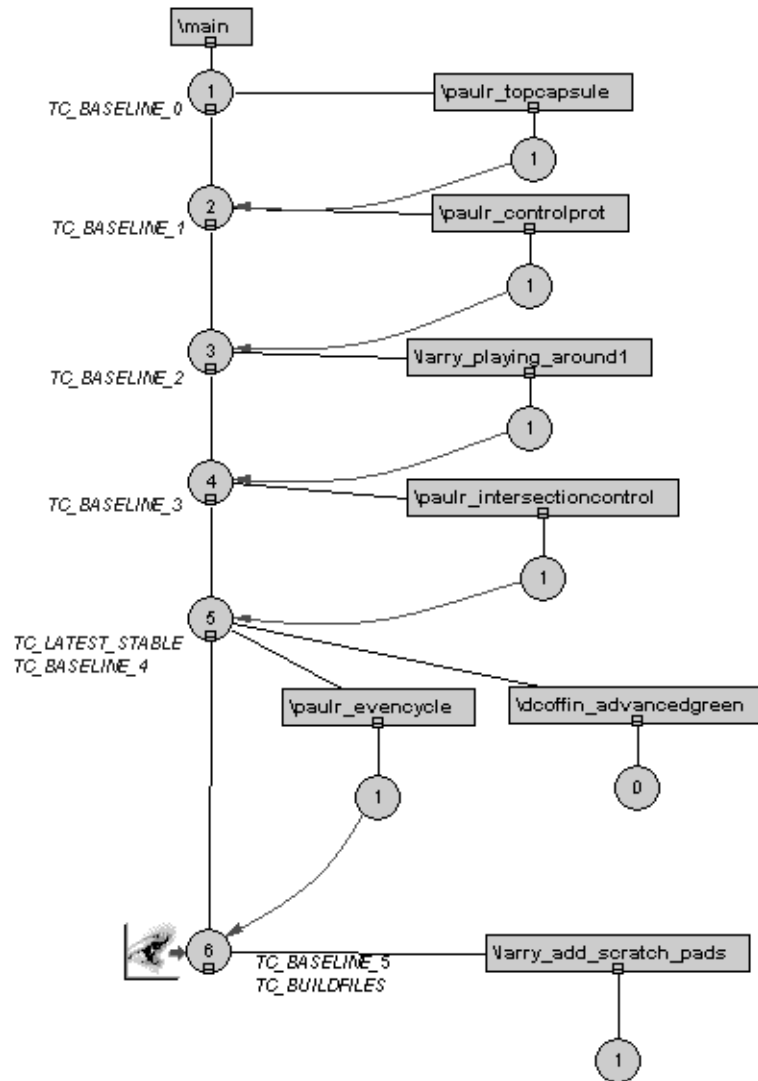 \main
1
\paulr_topcapsule
TC_BASELINE_0
1
2
\paulr_controlprot
TC_BASELINE_1
1
3
\larry_playing_around1
TC_BASELINE_2
1
4
\paulr_intersectioncontrol
TC_BASELINE_3
1
5
TC_LATEST_STABLE
TC_BASELINE_4
\paulr_evencycle
\dcoffin_advancedgreen
1
0
6
\larry_add_scratch_pads
TC_BASELINE_5
TC_BUILDFILES
1